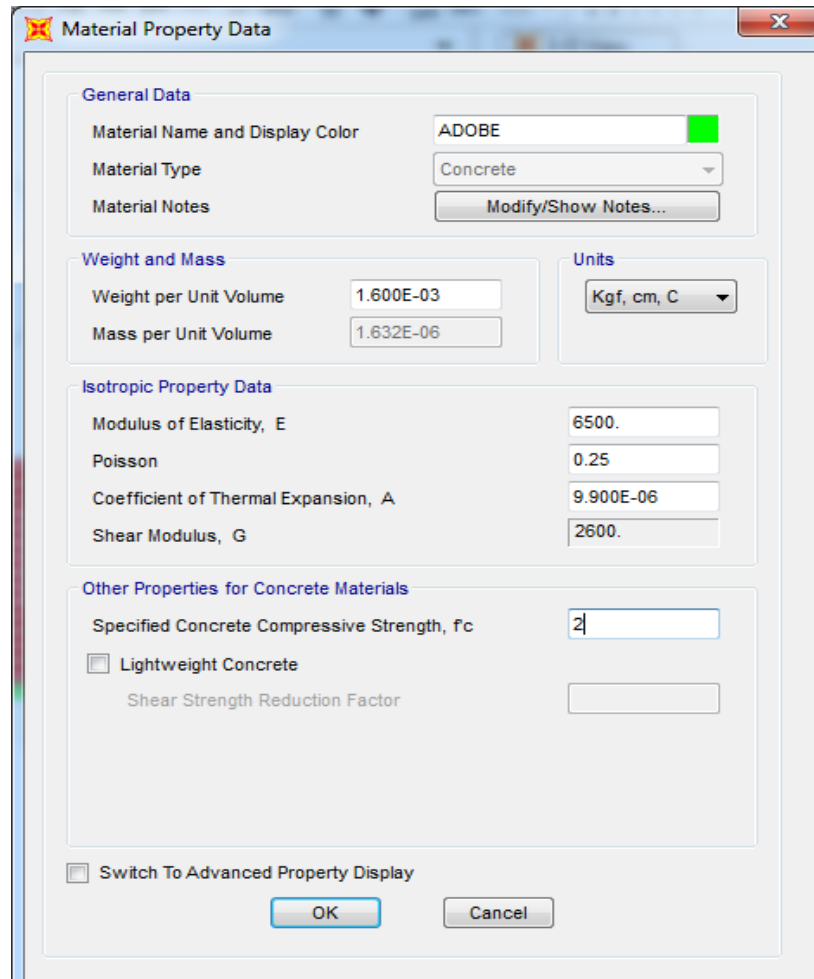 Material Property Data
General Data
Material Name and Display Color ADOBE
Material Type Concrete
Material Notes Modify/Show Notes...
Weight and Mass Units
Weight per Unit Volume 1.600E-03 Kgf, cm, C
Mass per Unit Volume 1.632E-06
Isotropic Property Data
Modulus of Elasticity, E 6500.
Poisson 0.25
Coefficient of Thermal Expansion, A 9.900E-06
Shear Modulus, G 2600.
Other Properties for Concrete Materials
Specified Concrete Compressive Strength, f'c 2
Lightweight Concrete
Shear Strength Reduction Factor
Switch To Advanced Property Display
OK Cancel